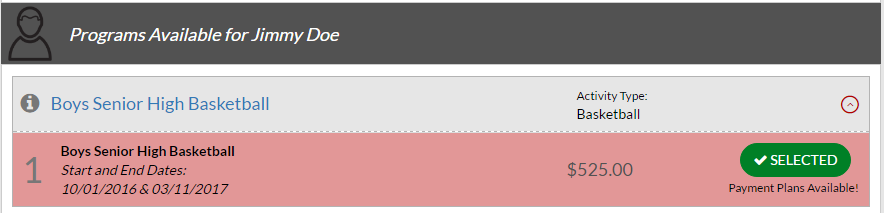 Programs Available for Jimmy Doe
Boys Senior High Basketball
Activity Type:
Basketball
1
Boys Senior High Basketball
Start and End Dates:
10/01/2016 & 03/11/2017
$525.00
SELECTED
Payment Plans Available!